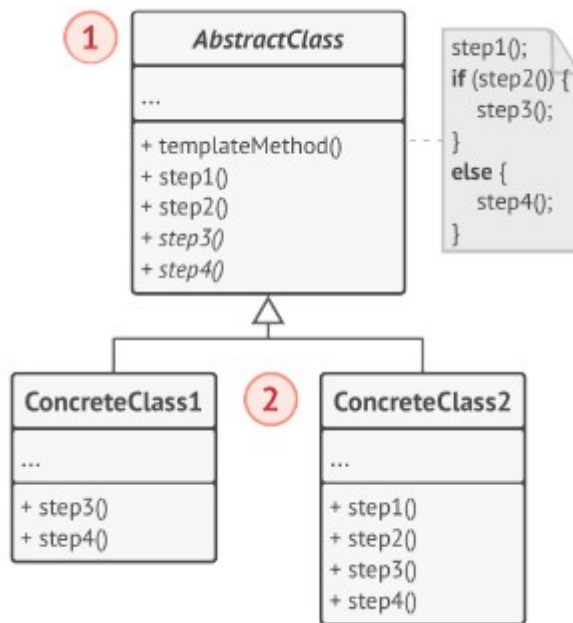 1
AbstractClass
...
+ templateMethod()
+ step1()
+ step2()
+ step3()
+ step4()
step1();
if (step2()) {
step3();
}
else {
step4();
}
2
ConcreteClass1
...
+ step3()
+ step4()
ConcreteClass2
...
+ step1()
+ step2()
+ step3()
+ step4()